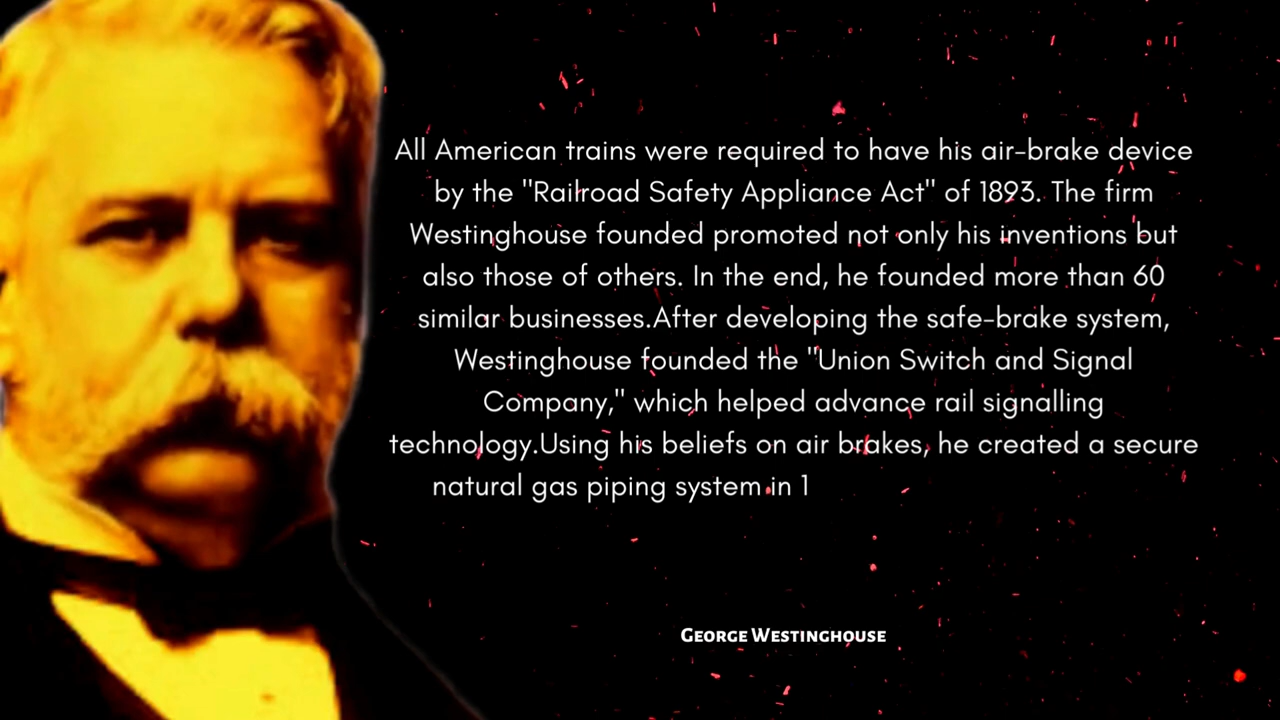 All American trains were required to have his air-brake device
by the "Railroad Safety Appliance Act" of 1893. The firm
Westinghouse founded promoted not only his inventions but
also those of others. In the end, he founded more than 60
similar businesses.After developing the safe-brake system,
Westinghouse founded the "Union Switch and Signal
Company," which helped advance rail signalling
technology.Using his beliefs on air brakes, he created a secure
natural gas piping system in 1
George Westinghouse